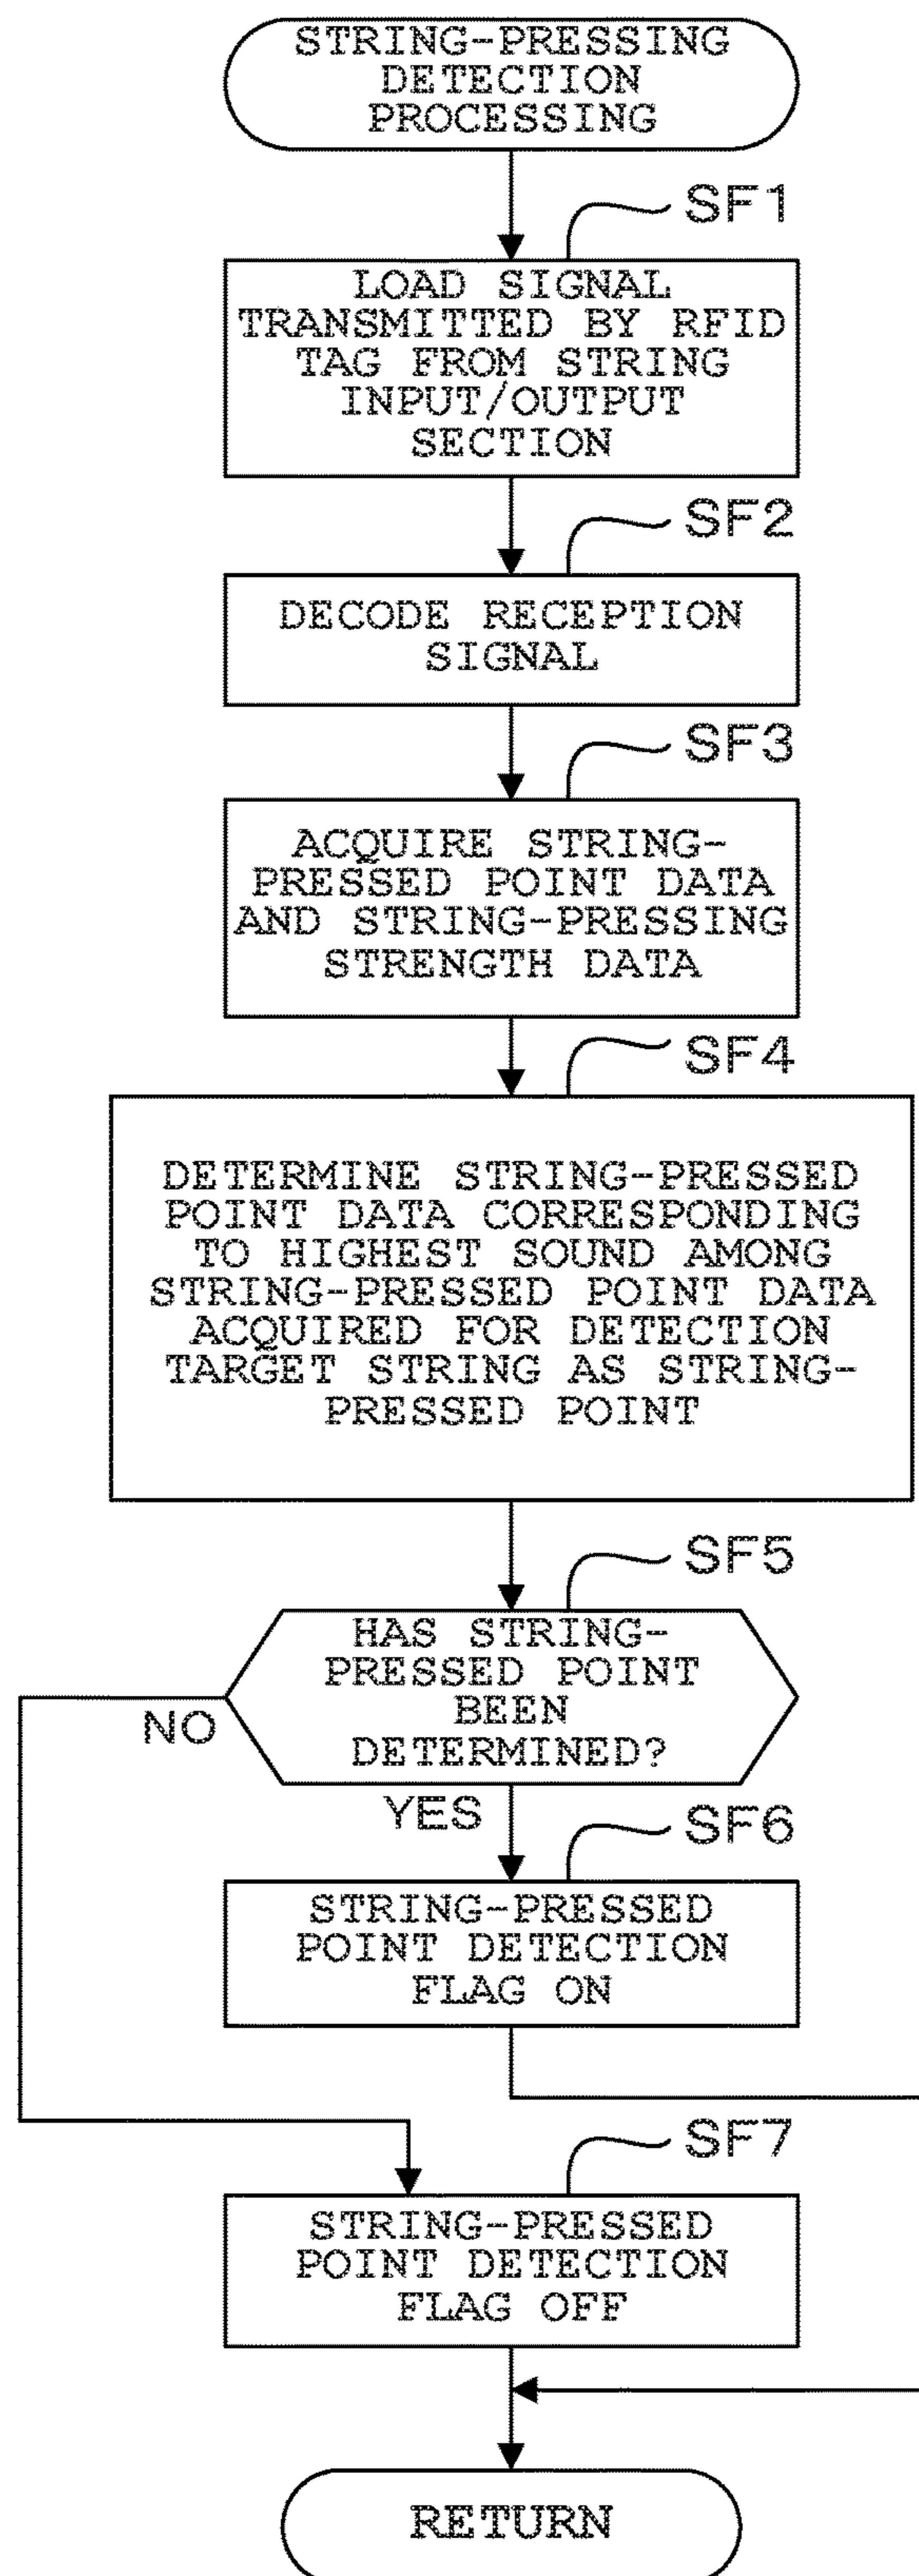 STRING-PRESSING
DETECTION
PROCESSING
SF1
LOAD SIGNAL
TRANSMITTED BY RFID
TAG FROM STRING
INPUT/OUTPUT
SECTION
SF2
DECODE RECEPTION
SIGNAL
SF3
ACQUIRE STRING-
PRESSED POINT DATA
AND STRING-PRESSING
STRENGTH DATA
SF4
DETERMINE STRING-PRESSED
POINT DATA CORRESPONDING
TO HIGHEST SOUND AMONG
STRING-PRESSED POINT DATA
ACQUIRED FOR DETECTION
TARGET STRING AS STRING-
PRESSED POINT
SF5
HAS STRING-
PRESSED POINT
BEEN
DETERMINED?
NO
YES
SF6
STRING-PRESSED
POINT DETECTION
FLAG ON
SF7
STRING-PRESSED
POINT DETECTION
FLAG OFF
RETURN